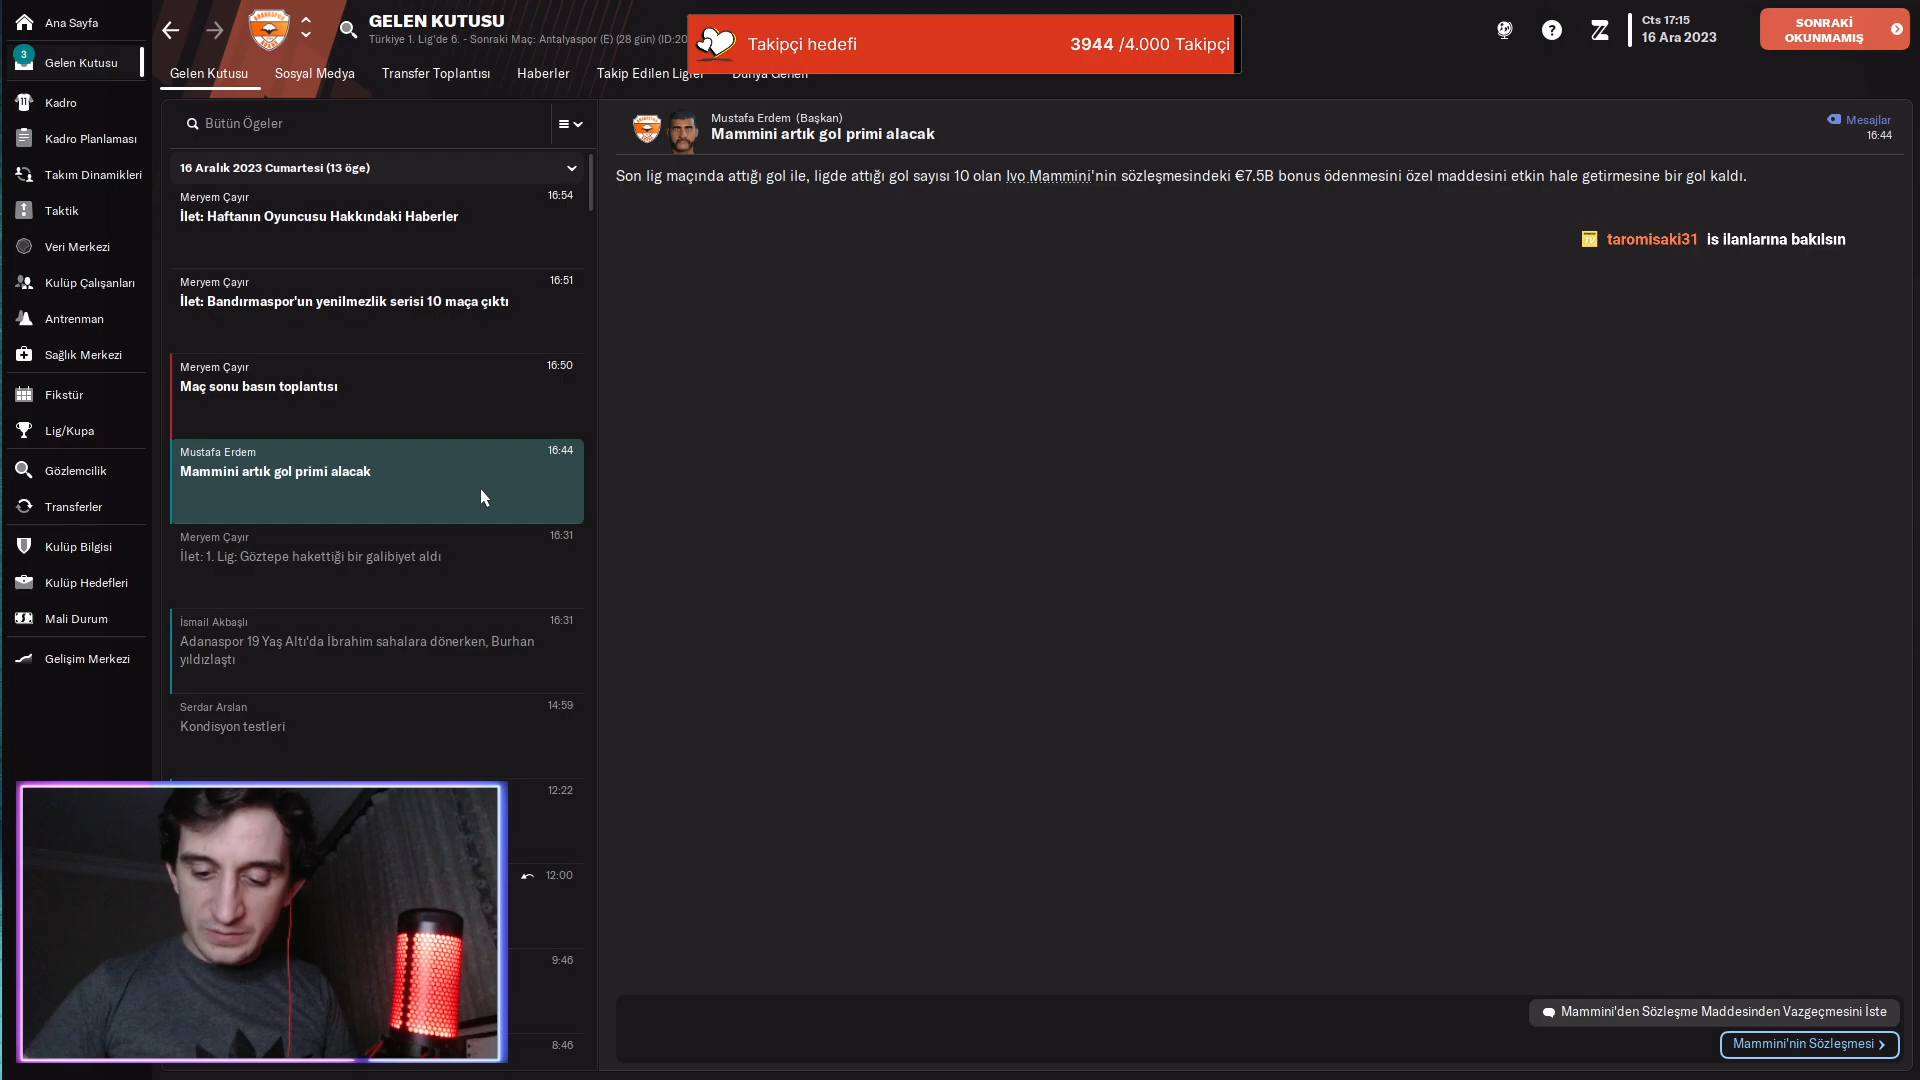 Ana Sayfa
3
Gelen Kutusu
11
Kadro
Kadro Planlaması
Takım Dinamikleri
Taktik
Veri Merkezi
Kulüp Çalışanları
Antrenman
Sağlık Merkezi
Fikstür
Lig/Kupa
Gözlemcilik
Transferler
Kulüp Bilgisi
Kulüp Hedefleri
Mali Durum
Gelişim Merkezi
GELEN KUTUSU
Türkiye 1. Lig'de 6. - Sonraki Maç: Antalyaspor (E) (28 gün) (ID:20
Takipçi hedefi
3944 /4.000 Takipçi
Cts 17:15
16 Ara 2023
SONRAKİ
OKUNMAMIŞ
Gelen Kutusu
Sosyal Medya
Transfer Toplantısı
Haberler
Takip Edilen Ligler
Dünya Geneli
Bütün Ögeler
16 Aralık 2023 Cumartesi (13 öge)
Meryem Çayır 16:54
İlet: Haftanın Oyuncusu Hakkındaki Haberler
Meryem Çayır 16:51
İlet: Bandırmaspor'un yenilmezlik serisi 10 maça çıktı
Meryem Çayır 16:50
Maç sonu basın toplantısı
Mustafa Erdem 16:44
Mammini artık gol primi alacak
Meryem Çayır 16:31
İlet: 1. Lig: Göztepe hakettiği bir galibiyet aldı
İsmail Akbaşlı 16:31
Adanaspor 19 Yaş Altı'da İbrahim sahalara dönerken, Burhan
yıldızlaştı
Serdar Arslan 14:59
Kondisyon testleri
12:22
12:00
9:46
8:46
Mustafa Erdem (Başkan)
Mammini artık gol primi alacak
Mesajlar
16:44
Son lig maçında attığı gol ile, ligde attığı gol sayısı 10 olan Ivo Mammini'nin sözleşmesindeki €7.5B bonus ödenmesini özel maddesini etkin hale getirmesine bir gol kaldı.
taromisaki31 is ilanlarına bakılsın
Mammini'den Sözleşme Maddesinden Vazgeçmesini İste
Mammini'nin Sözleşmesi